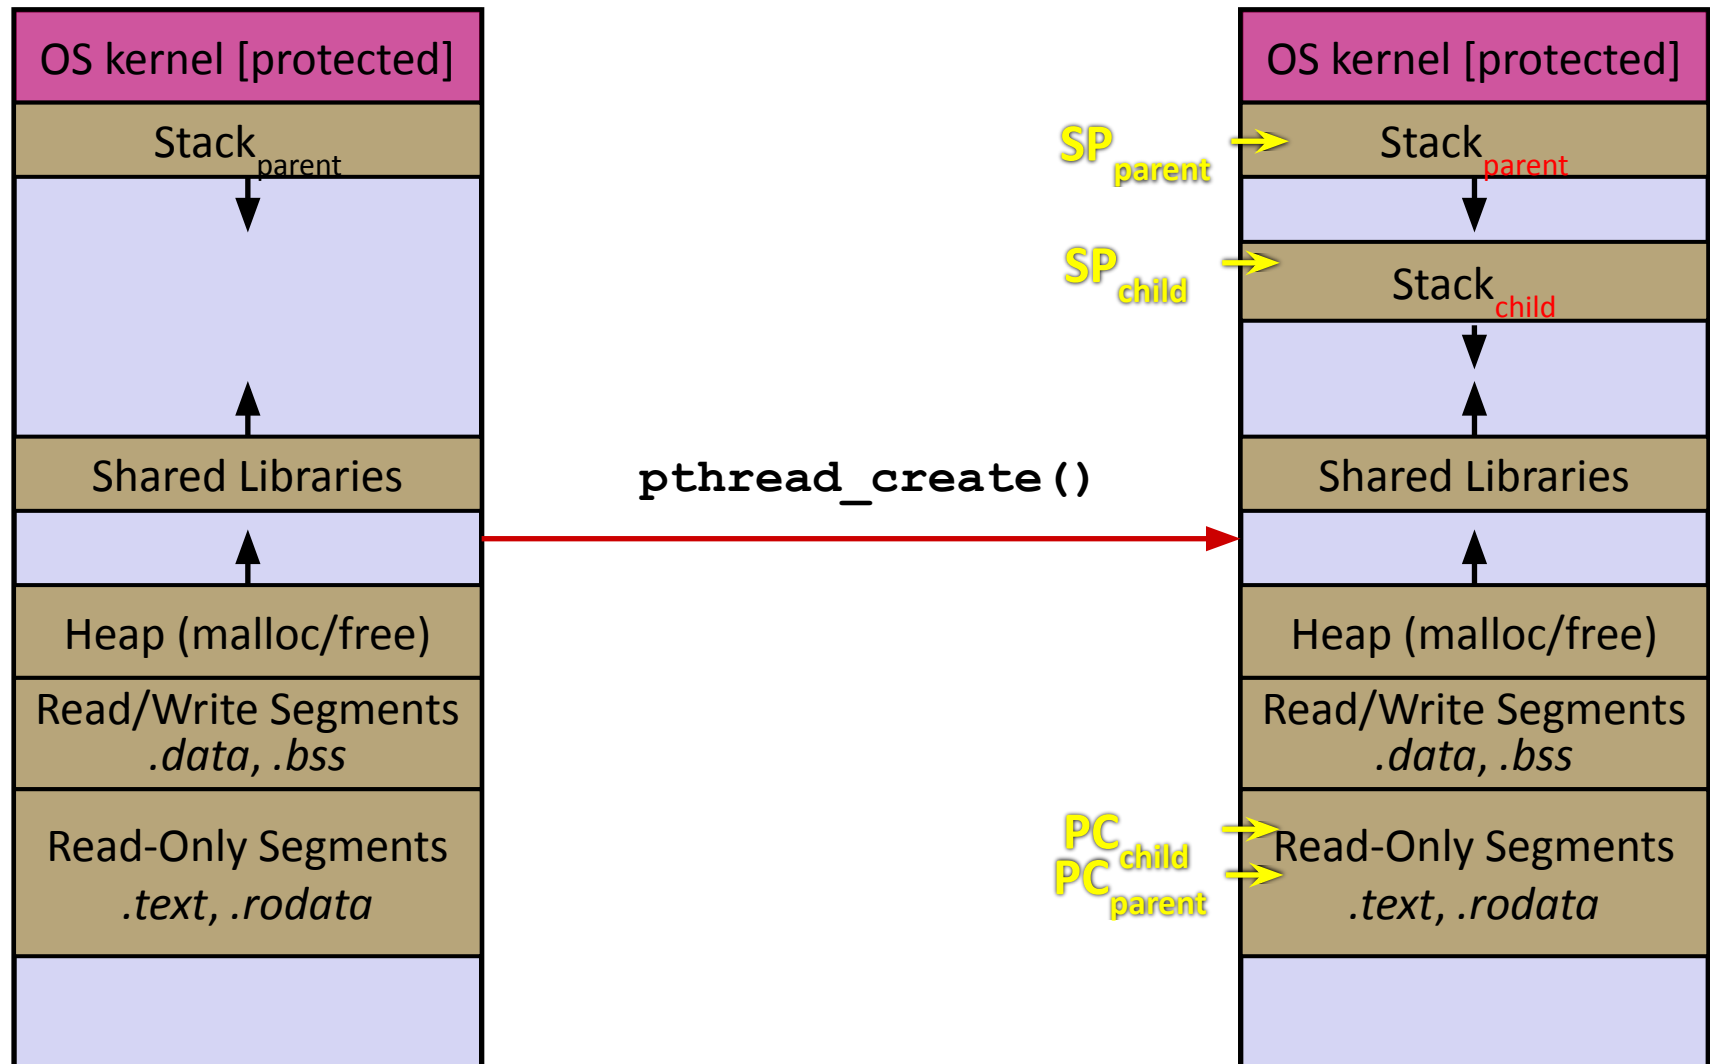 OS kernel [protected]
Stack parent
Shared Libraries
Heap (malloc/free)
Read/Write Segments
.data, .bss
Read-Only Segments
.text, .rodata
pthread_create()
SP parent
SP child
PC child
PC parent
OS kernel [protected]
Stack parent
Stack child
Shared Libraries
Heap (malloc/free)
Read/Write Segments
.data, .bss
Read-Only Segments
.text, .rodata